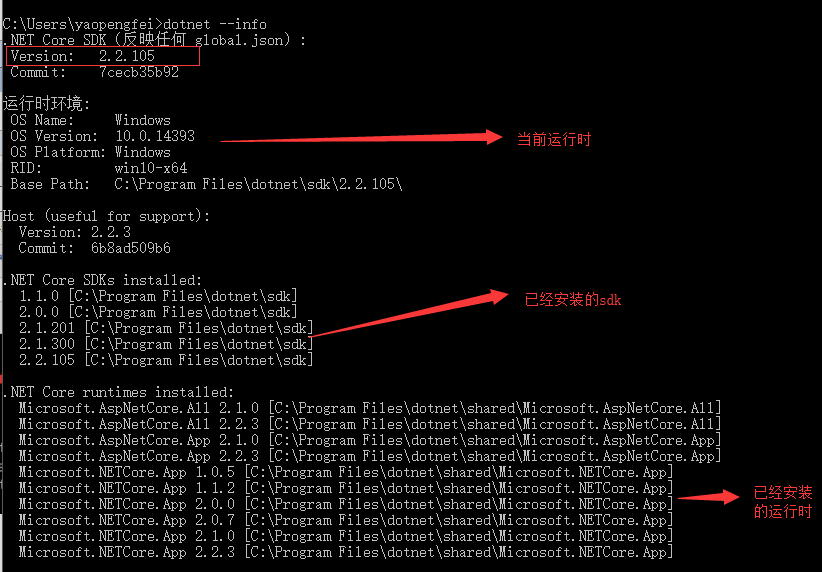 C:\Users\yaopengfei>dotnet --info
.NET Core SDK (反映任何 global.json) :
Version: 2.2.105
Commit: 7cecb35b92
运行时环境:
OS Name: Windows
OS Version: 10.0.14393
OS Platform: Windows
RID: win10-x64
Base Path: C:\Program Files\dotnet\sdk\2.2.105\
当前运行时
Host (useful for support):
Version: 2.2.3
Commit: 6b8ad509b6
.NET Core SDKs installed:
1.1.0 [C:\Program Files\dotnet\sdk]
2.0.0 [C:\Program Files\dotnet\sdk]
2.1.201 [C:\Program Files\dotnet\sdk]
2.1.300 [C:\Program Files\dotnet\sdk]
2.2.105 [C:\Program Files\dotnet\sdk]
已经安装的sdk
.NET Core runtimes installed:
Microsoft.AspNetCore.All 2.1.0 [C:\Program Files\dotnet\shared\Microsoft.AspNetCore.All]
Microsoft.AspNetCore.All 2.2.3 [C:\Program Files\dotnet\shared\Microsoft.AspNetCore.All]
Microsoft.AspNetCore.App 2.1.0 [C:\Program Files\dotnet\shared\Microsoft.AspNetCore.App]
Microsoft.AspNetCore.App 2.2.3 [C:\Program Files\dotnet\shared\Microsoft.AspNetCore.App]
Microsoft.NETCore.App 1.0.5 [C:\Program Files\dotnet\shared\Microsoft.NETCore.App]
Microsoft.NETCore.App 1.1.2 [C:\Program Files\dotnet\shared\Microsoft.NETCore.App]
Microsoft.NETCore.App 2.0.0 [C:\Program Files\dotnet\shared\Microsoft.NETCore.App]
Microsoft.NETCore.App 2.0.7 [C:\Program Files\dotnet\shared\Microsoft.NETCore.App]
Microsoft.NETCore.App 2.1.0 [C:\Program Files\dotnet\shared\Microsoft.NETCore.App]
Microsoft.NETCore.App 2.2.3 [C:\Program Files\dotnet\shared\Microsoft.NETCore.App]
已经安装
的运行时